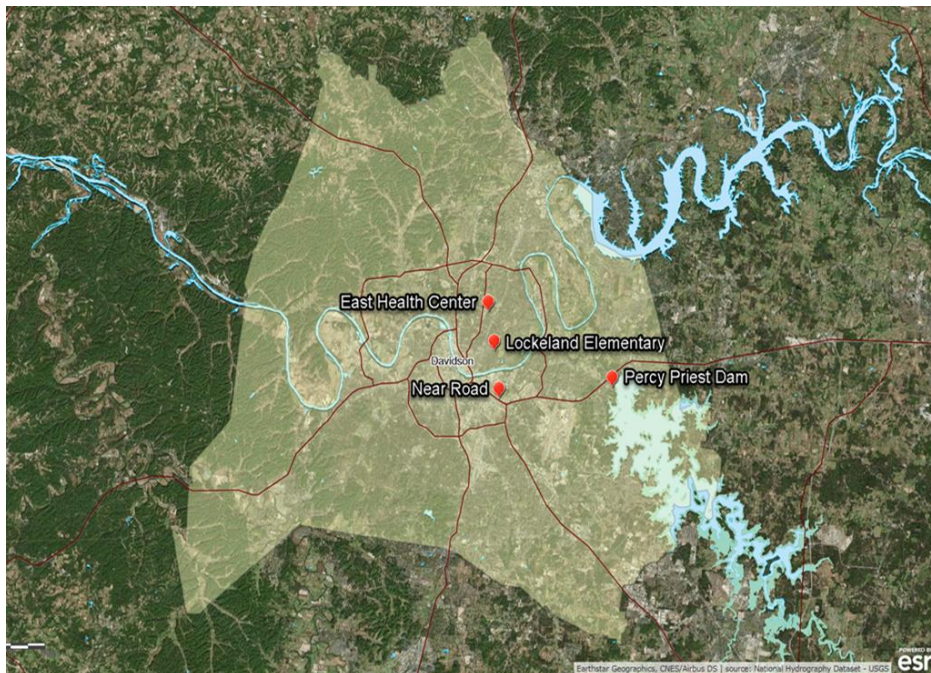 East Health Center
Lockeland Elementary
Davidson
Percy Priest Dam
Near Road
Earthstar Geographics, CNES/Airbus DS | source: National Hydrography Dataset - USGS
POWERED BY
esr